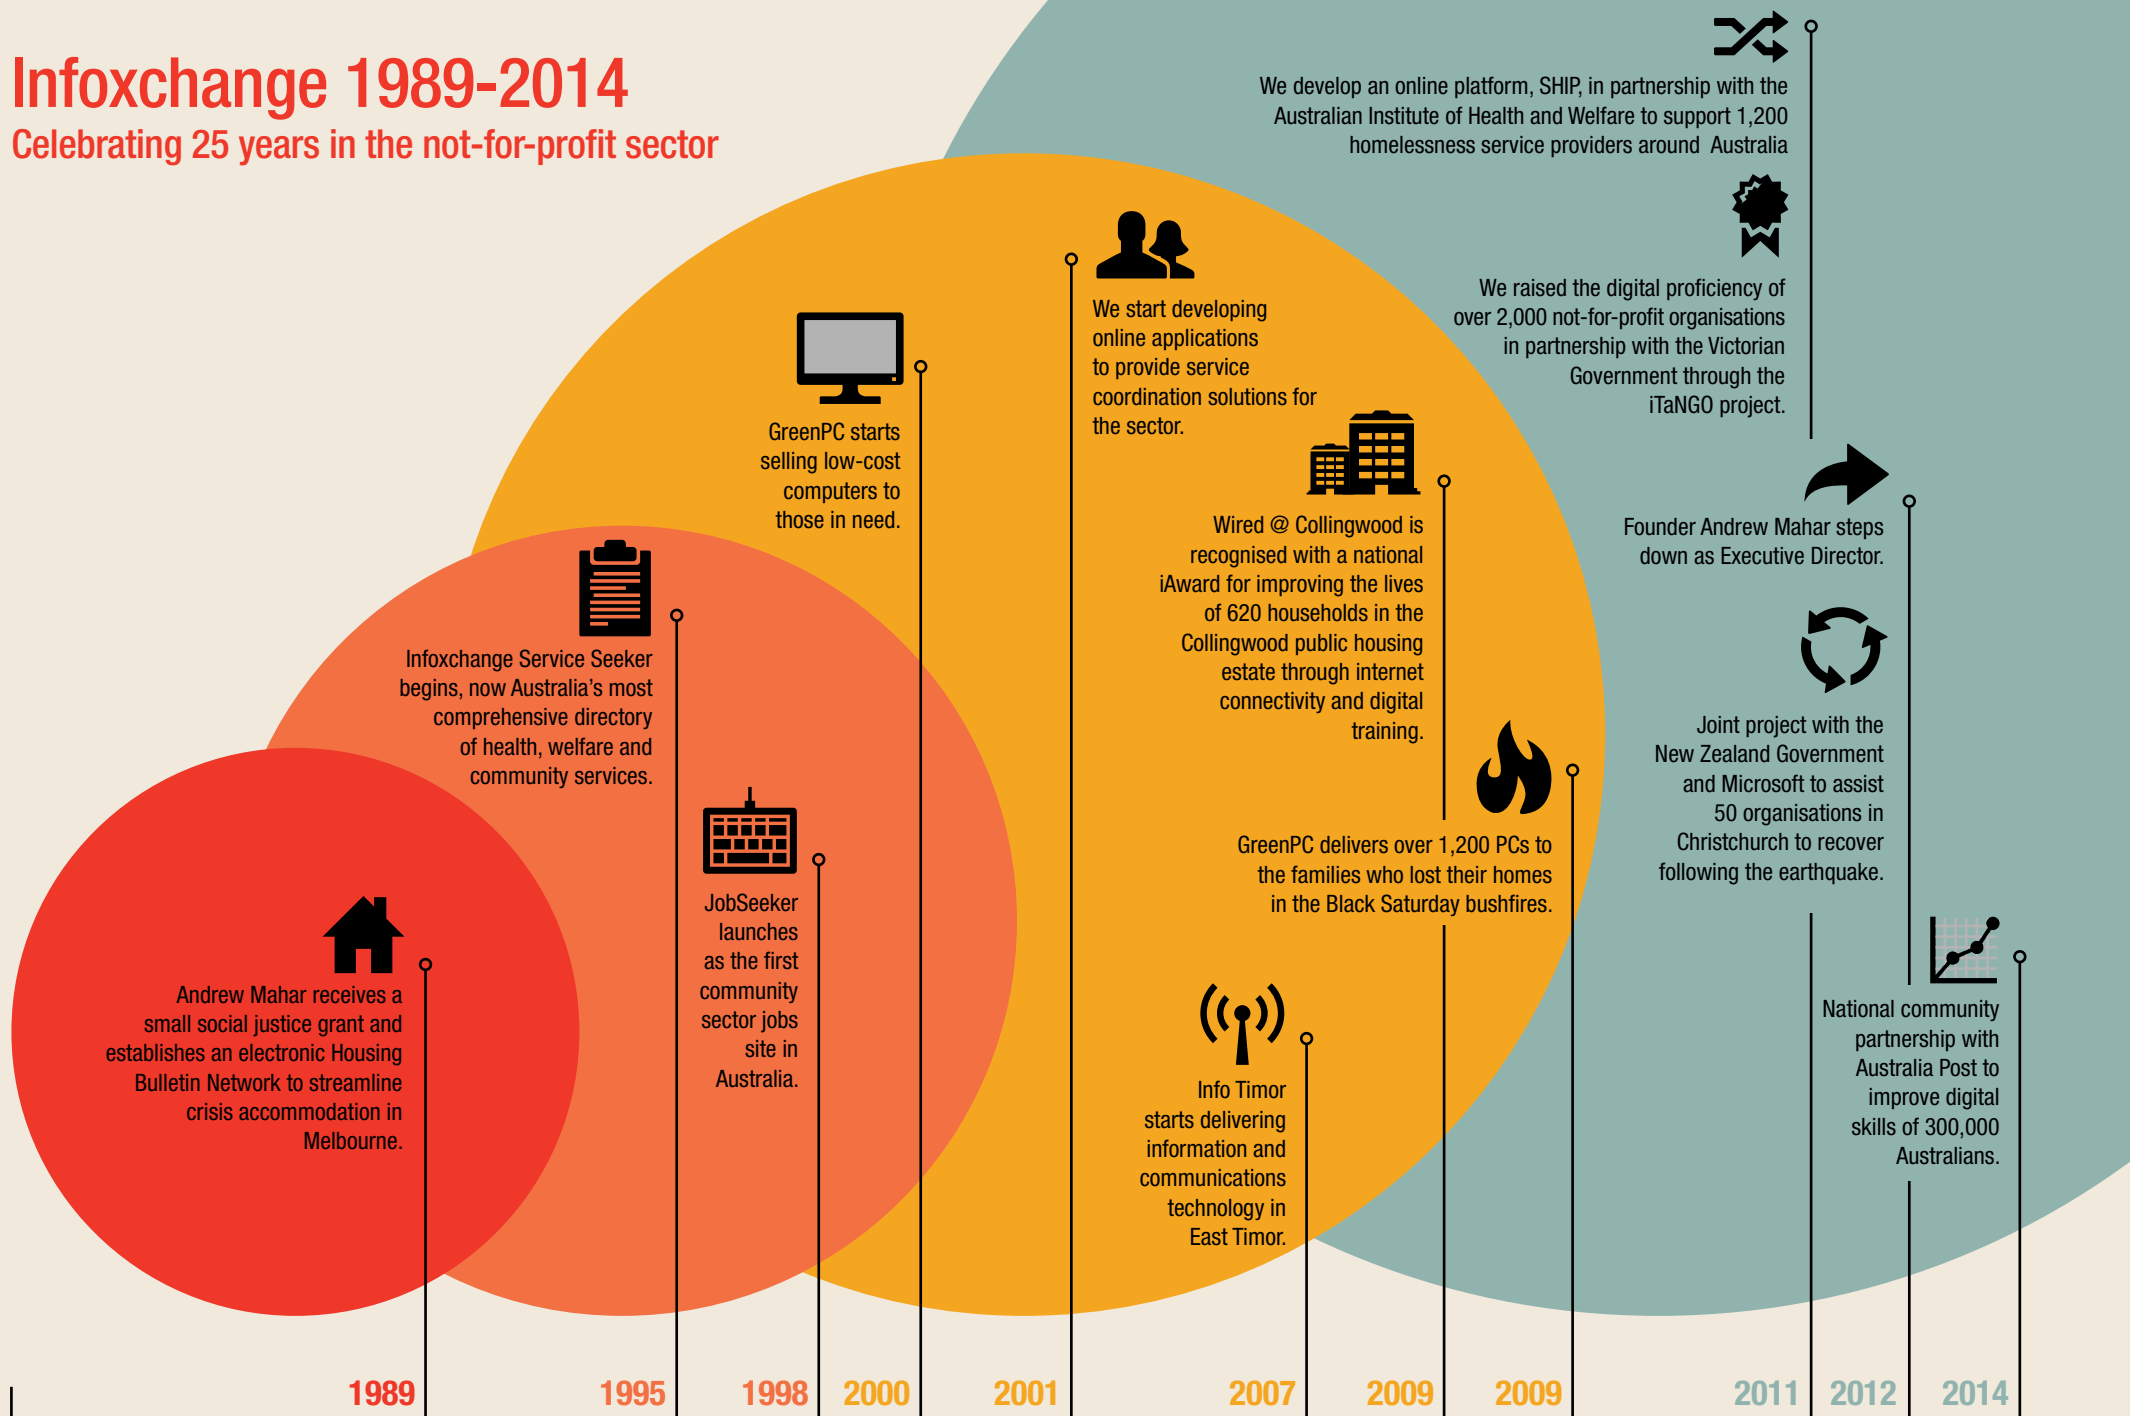 Infoxchange 1989-2014
Celebrating 25 years in the not-for-profit sector
Andrew Mahar receives a
small social justice grant and
establishes an electronic Housing
Bulletin Network to streamline
crisis accommodation in
Melbourne.
Infoxchange Service Seeker
begins, now Australia's most
comprehensive directory
of health, welfare and
community services.
JobSeeker
launches
as the first
community
sector jobs
site in
Australia.
GreenPC starts
selling low-cost
computers to
those in need.
We start developing
online applications
to provide service
coordination solutions for
the sector.
Info Timor
starts delivering
information and
communications
technology in
East Timor.
Wired @ Collingwood is
recognised with a national
iAward for improving the lives
of 620 households in the
Collingwood public housing
estate through internet
connectivity and digital
training.
GreenPC delivers over 1,200 PCs to
the families who lost their homes
in the Black Saturday bushfires.
We develop an online platform, SHIP, in partnership with the
Australian Institute of Health and Welfare to support 1,200
homelessness service providers around Australia
We raised the digital proficiency of
over 2,000 not-for-profit organisations
in partnership with the Victorian
Government through the
iTaNGO project.
Founder Andrew Mahar steps
down as Executive Director.
Joint project with the
New Zealand Government
and Microsoft to assist
50 organisations in
Christchurch to recover
following the earthquake.
National community
partnership with
Australia Post to
improve digital
skills of 300,000
Australians.
1989 1995 1998 2000 2001 2007 2009 2009 2011 2012 2014